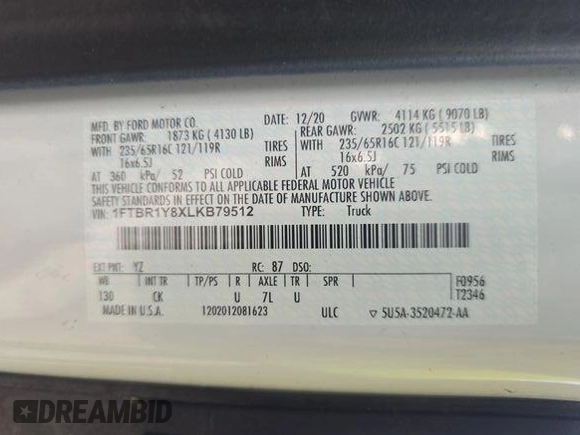 MFD. BY FORD MOTOR CO. 12/20 GVWR: 4114 KG ( 9070 LB)
FRONT GAWR: 1873 KG ( 4130 LB) REAR GAWR: 2502 KG ( 5515 LB)
WITH 235/65R16C 121/119R TIRES WITH 235/65R16C 121/119R TIRES
16x6.5J RIMS 16x6.5J RIMS
AT 360 kPa/ 52 PSI COLD AT 520 kPa/ 75 PSI COLD
THIS VEHICLE CONFORMS TO ALL APPLICABLE FEDERAL MOTOR VEHICLE
SAFETY STANDARDS IN EFFECT ON THE DATE OF MANUFACTURE SHOWN ABOVE.
VIN: 1FTBR1Y8XLKB79512 TYPE: Truck
EXT PNT: YZ RC: 87 DSO:
WB INT TR TP/PS R AXLE TR SPR F0956
130 CK U 7L U T2346
MADE IN U.S.A. 1202012081623 ULC ▽ 5U5A-3520472-AA
DREAMBID